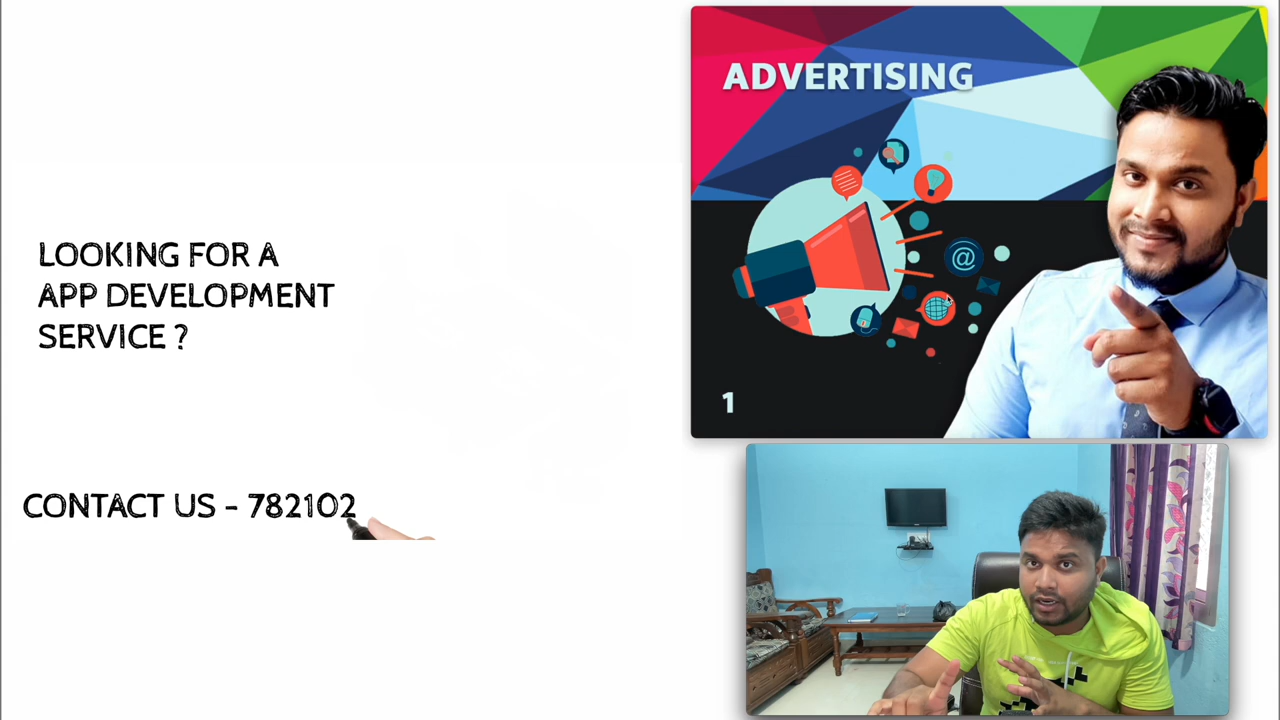 LOOKING FOR A
APP DEVELOPMENT
SERVICE ?
CONTACT US - 782102
ADVERTISING
@
1